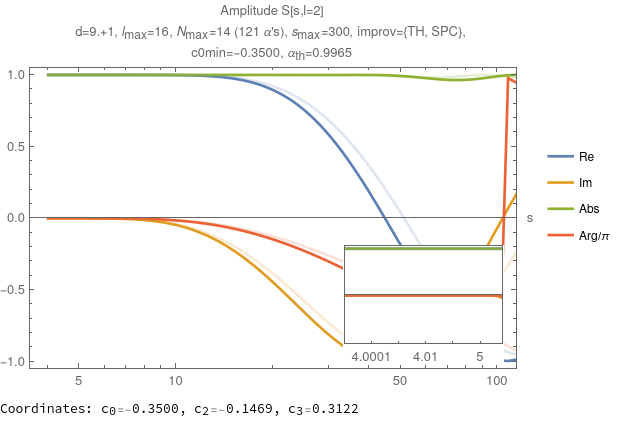 Amplitude S[s,l=2]
d=9.+1, lmax=16, Nmax=14 (121 α's), smax=300, improv={TH, SPC},
c0min=-0.3500, αth=0.9965
1.0
0.5
0.0
-0.5
-1.0
s
Re
Im
Abs
Arg/π
4.0001 4.01 5
5 10 50 100
Coordinates: c0=-0.3500, c2=-0.1469, c3=0.3122